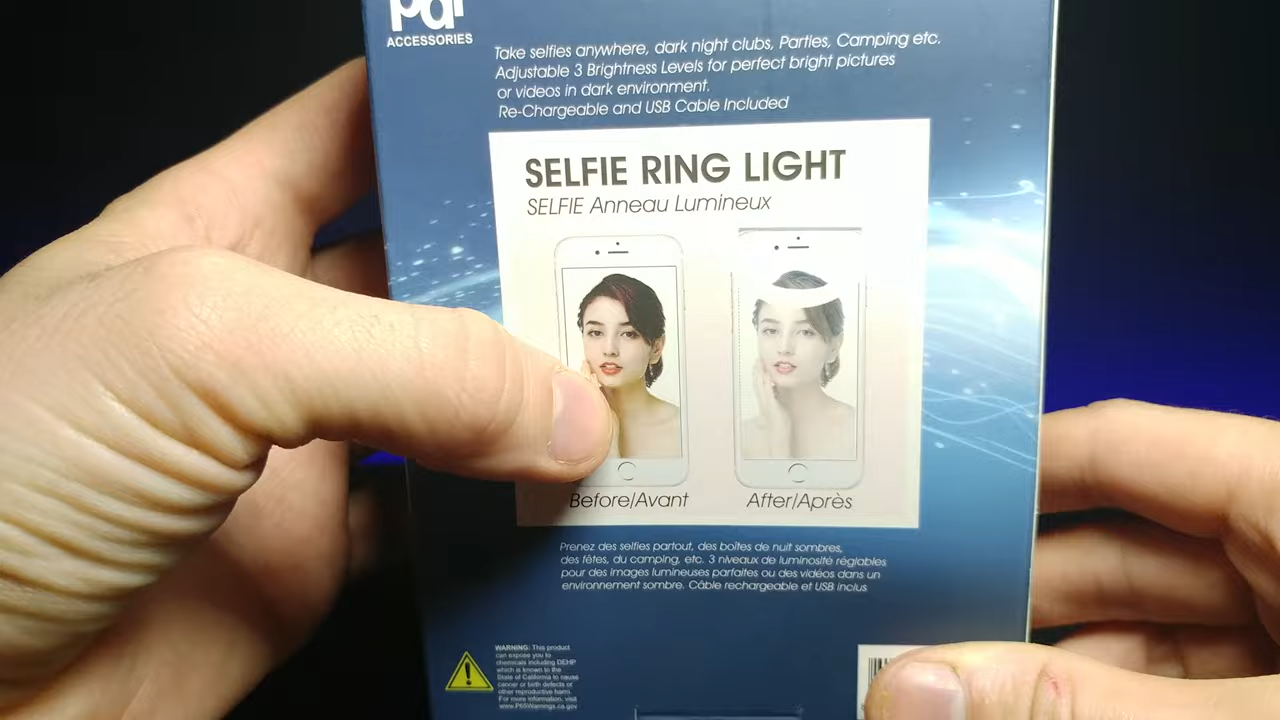 ACCESSORIES
Take selfies anywhere, dark night clubs, Parties, Camping etc.
Adjustable 3 Brightness Levels for perfect bright pictures
or videos in dark environment.
Re-Chargeable and USB Cable Included
SELFIE RING LIGHT
SELFIE Anneau Lumineux
Before/Avant
After/Après
Prenez des selfies partout, des boîtes de nuit sombres,
des fêtes, du camping, etc. 3 niveaux de luminosité réglables
pour des images lumineuses parfaites ou des vidéos dans un
environnement sombre. Câble rechargeable et USB inclus
WARNING: This product
can expose you to
chemicals including DEHP
which is known to the
State of California to cause
cancer or birth defects or
other reproductive harm.
For more information, visit
www.P65Warnings.ca.gov